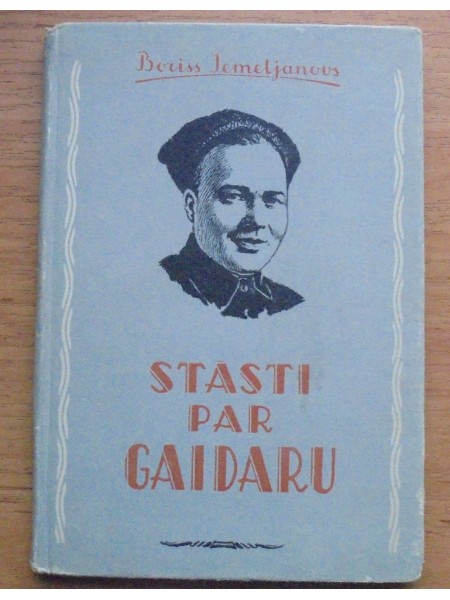 Boriss Jemeljanovs
STASTI
PAR
GAIDARU